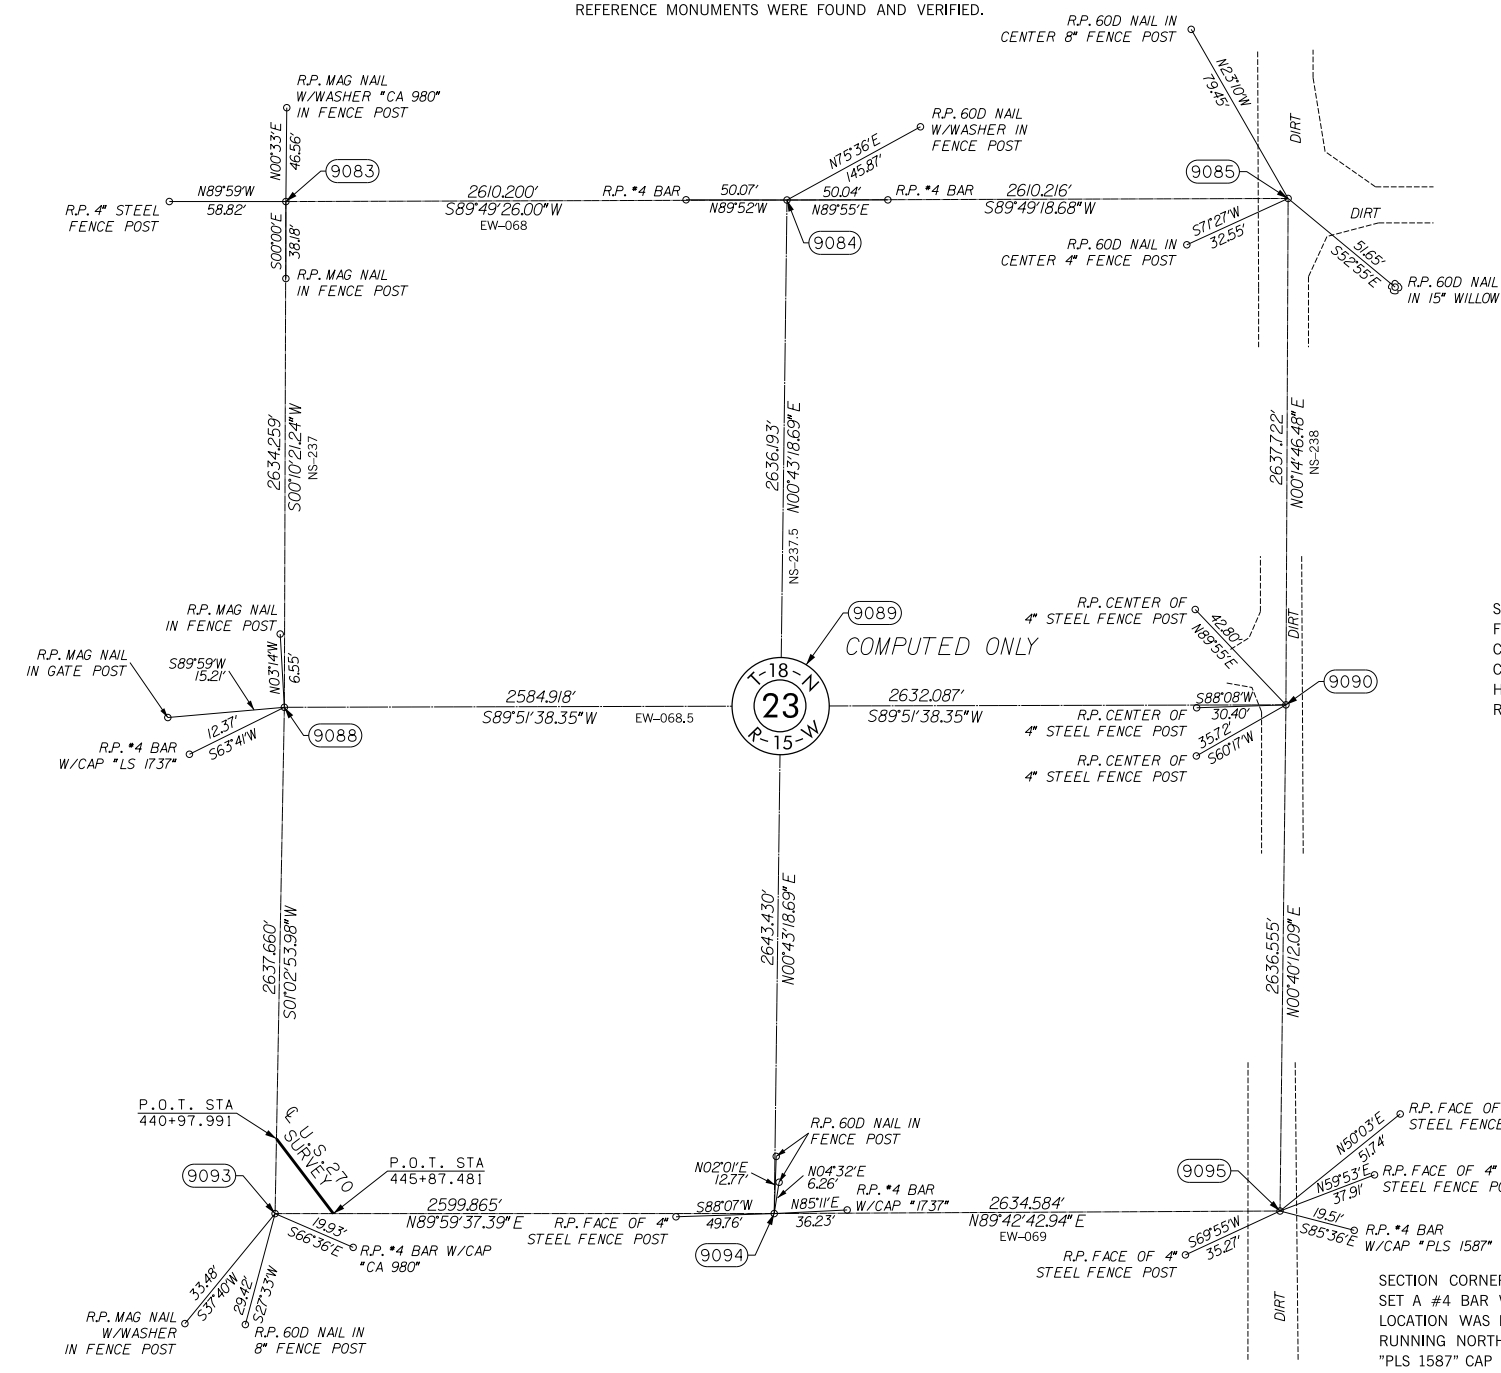 REFERENCE MONUMENTS WERE FOUND AND VERIFIED.
R.P. 60D NAIL IN
CENTER 8" FENCE POST
N23°10'W
79.45'
DIRT
R.P. MAG NAIL
W/WASHER "CA 980"
IN FENCE POST
N00°33'E
46.56'
9083
R.P. 60D NAIL
W/WASHER IN
FENCE POST
N75°36'E
145.87'
9085
N89°59'W
58.82'
R.P. 4" STEEL
FENCE POST
2610.200'
S89°49'26.00"W
EW-068
R.P. #4 BAR
50.07'
N89°52'W
50.04'
N89°55'E
R.P. #4 BAR
2610.216'
S89°49'18.68"W
9084
S00°00'E
38.18'
R.P. MAG NAIL
IN FENCE POST
R.P. 60D NAIL IN
CENTER 4" FENCE POST
S71°27'W
32.55'
DIRT
51.65'
S52°55'E
R.P. 60D NAIL
IN 15" WILLOW
2634.259'
S00°10'21.24"W
NS-237
2636.193'
N00°43'18.69"E
NS-237.5
2637.722'
N00°14'46.48"E
NS-238
R.P. MAG NAIL
IN FENCE POST
N03°14'W
6.55'
R.P. MAG NAIL
IN GATE POST
S89°59'W
15.21'
12.37'
S63°41'W
R.P. #4 BAR
W/CAP "LS 1737"
9088
2584.918'
S89°51'38.35"W
EW-068.5
9089
COMPUTED ONLY
T-18-N
23
R-15-W
2632.087'
S89°51'38.35"W
R.P. CENTER OF
4" STEEL FENCE POST
42.80'
N89°55'E
DIRT
9090
S88°08'W
30.40'
R.P. CENTER OF
4" STEEL FENCE POST
35.72'
S60°17'W
R.P. CENTER OF
4" STEEL FENCE POST
S
F
C
C
H
R
2637.660'
S01°02'53.98"W
2643.430'
N00°43'18.69"E
2636.555'
N00°40'12.09"E
P.O.T. STA
440+97.991
℄ U.S. 270
SURVEY
P.O.T. STA
445+87.481
9093
2599.865'
N89°59'37.39"E
19.93'
S66°36'E
R.P. #4 BAR W/CAP
"CA 980"
33.48'
S37°40'W
29.42'
S27°33'W
R.P. MAG NAIL
W/WASHER
IN FENCE POST
R.P. 60D NAIL IN
8" FENCE POST
R.P. 60D NAIL IN
FENCE POST
N02°01'E
12.77'
N04°32'E
6.26'
S88°07'W
49.76'
R.P. FACE OF 4"
STEEL FENCE POST
N85°11'E
36.23'
R.P. #4 BAR
W/CAP "1737"
9094
2634.584'
N89°42'42.94"E
EW-069
9095
N50°03'E
51.74'
R.P. FACE OF
STEEL FENCE
N59°53'E
37.91'
R.P. FACE OF 4"
STEEL FENCE PO
19.51'
S85°36'E
R.P. #4 BAR
W/CAP "PLS 1587"
S69°55'W
35.27'
R.P. FACE OF 4"
STEEL FENCE POST
DIRT
SECTION CORNER
SET A #4 BAR
LOCATION WAS
RUNNING NORTH
"PLS 1587" CAP